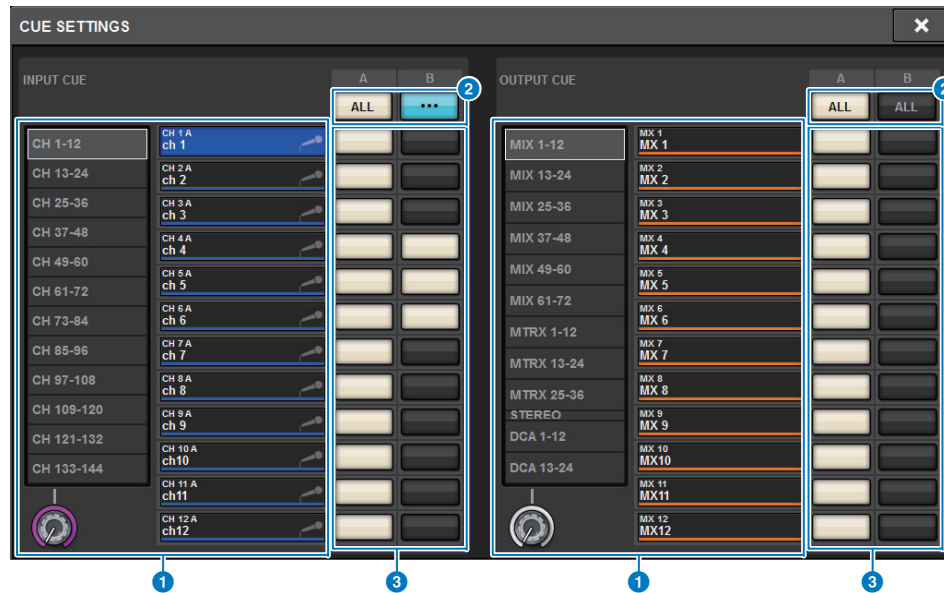 CUE SETTINGS
×
INPUT CUE
A
B
2
ALL
•••
CH 1-12
CH 13-24
CH 25-36
CH 37-48
CH 49-60
CH 61-72
CH 73-84
CH 85-96
CH 97-108
CH 109-120
CH 121-132
CH 133-144
CH 1 A
ch 1
CH 2 A
ch 2
CH 3 A
ch 3
CH 4 A
ch 4
CH 5 A
ch 5
CH 6 A
ch 6
CH 7 A
ch 7
CH 8 A
ch 8
CH 9 A
ch 9
CH 10 A
ch10
CH 11 A
ch11
CH 12 A
ch12
1
3
OUTPUT CUE
A
B
2
ALL
ALL
MIX 1-12
MIX 13-24
MIX 25-36
MIX 37-48
MIX 49-60
MIX 61-72
MTRX 1-12
MTRX 13-24
MTRX 25-36
STEREO
DCA 1-12
DCA 13-24
MX 1
MX 1
MX 2
MX 2
MX 3
MX 3
MX 4
MX 4
MX 5
MX 5
MX 6
MX 6
MX 7
MX 7
MX 8
MX 8
MX 9
MX 9
MX 10
MX10
MX 11
MX11
MX 12
MX12
1
3